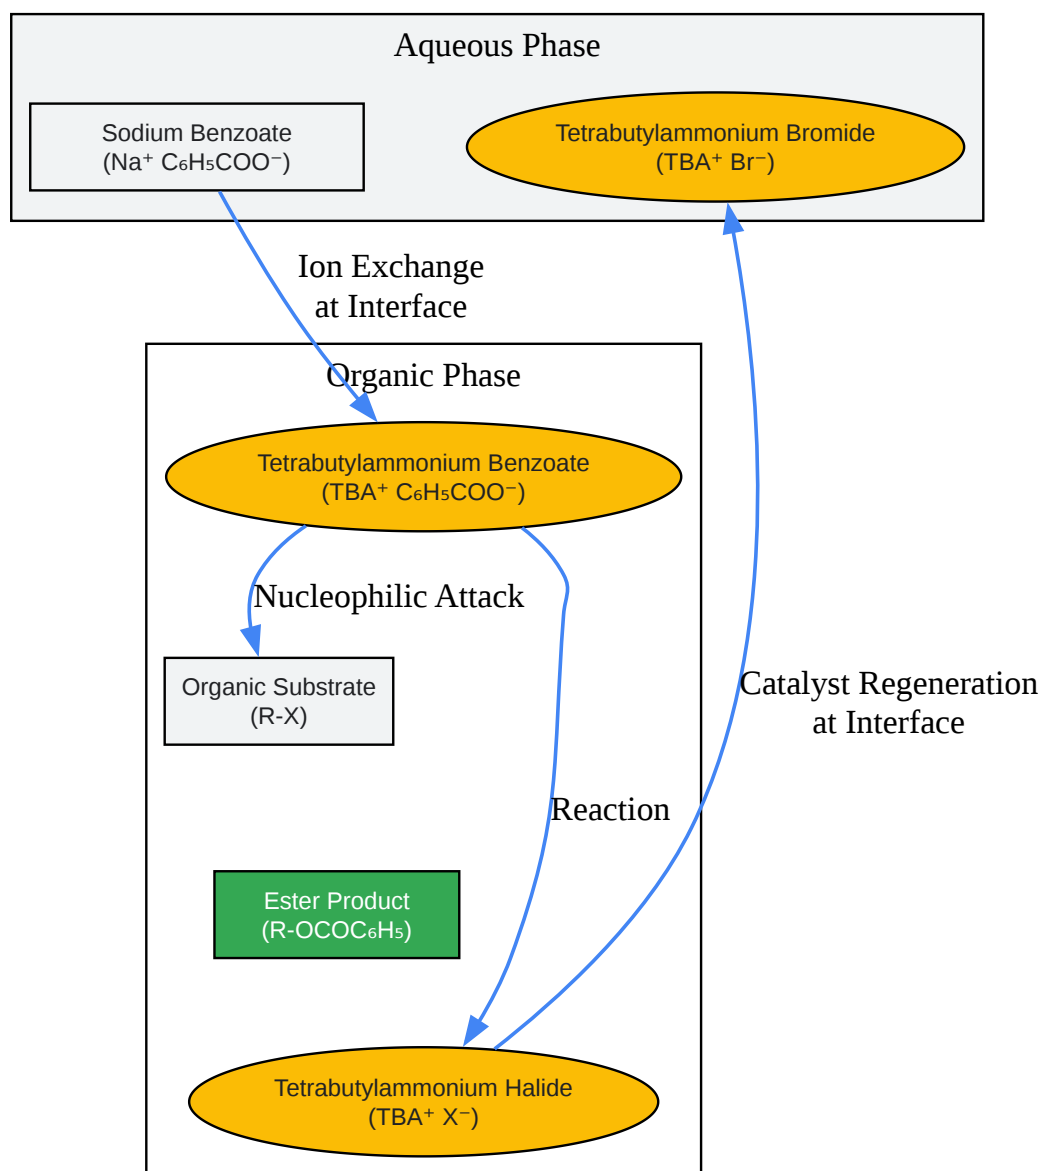 Aqueous Phase
Sodium Benzoate
(Na⁺ C₆H₅COO⁻)
Tetrabutylammonium Bromide
(TBA⁺ Br⁻)
Ion Exchange
at Interface
Organic Phase
Tetrabutylammonium Benzoate
(TBA⁺ C₆H₅COO⁻)
Nucleophilic Attack
Organic Substrate
(R-X)
Catalyst Regeneration
at Interface
Reaction
Ester Product
(R-OCOC₆H₅)
Tetrabutylammonium Halide
(TBA⁺ X⁻)